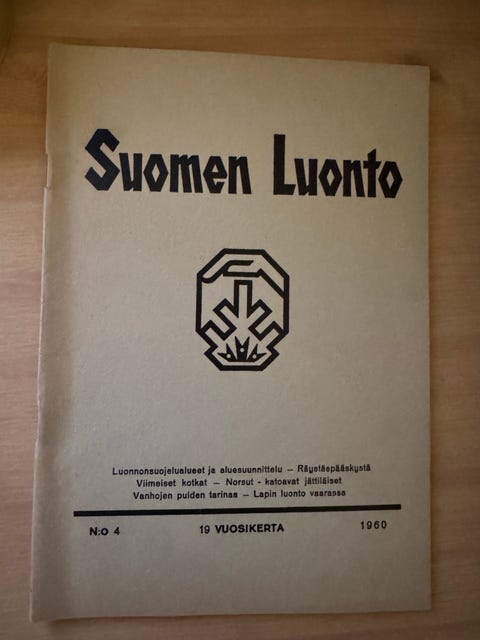 Suomen Luonto
Luonnonsuojelualueet ja aluesuunnittelu — Räystäspääskystä
Viimeiset kotkat — Norsut - katoavat jättiläiset
Vanhojen puiden tarinaa — Lapin luonto vaarassa
N:o 4 19 VUOSIKERTA 1960